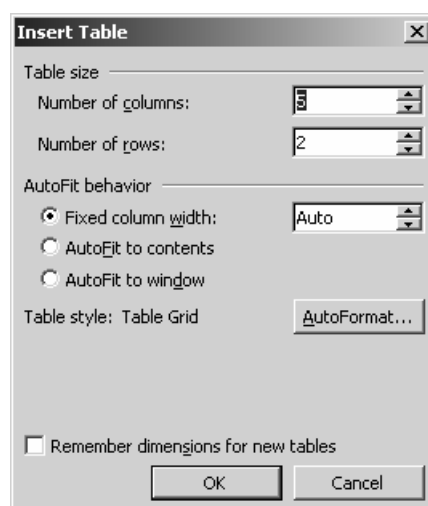 Insert Table
Table size
Number of columns: 5
Number of rows: 2
AutoFit behavior
Fixed column width: Auto
AutoFit to contents
AutoFit to window
Table style: Table Grid AutoFormat...
Remember dimensions for new tables
OK Cancel